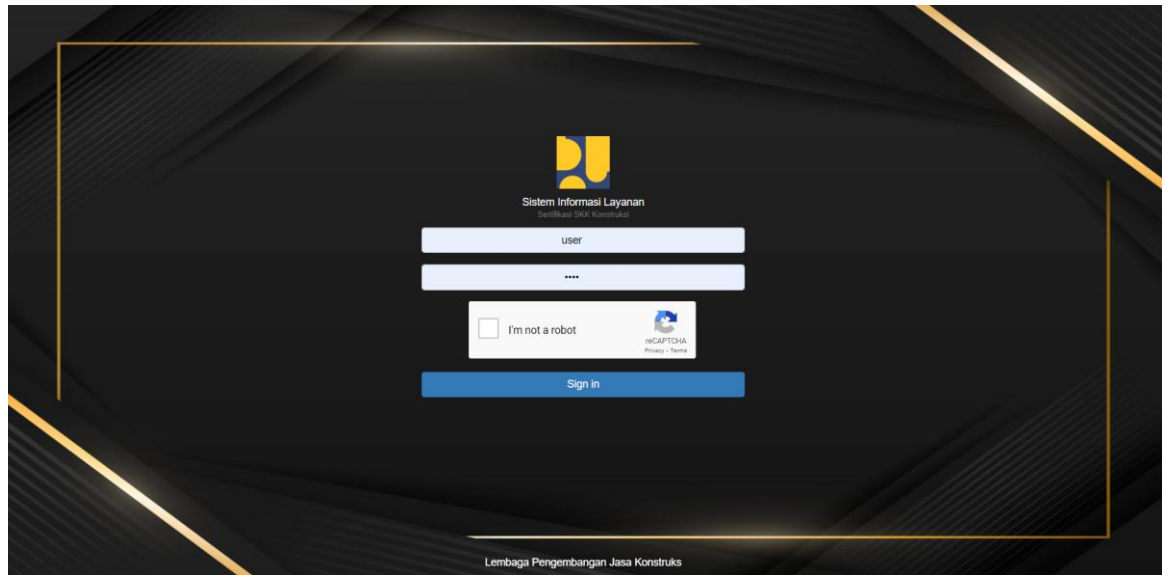 Sistem Informasi Layanan
Sertifikasi SKK Konstruksi
user
••••
I'm not a robot
reCAPTCHA
Privacy - Terms
Sign in
Lembaga Pengembangan Jasa Konstruks